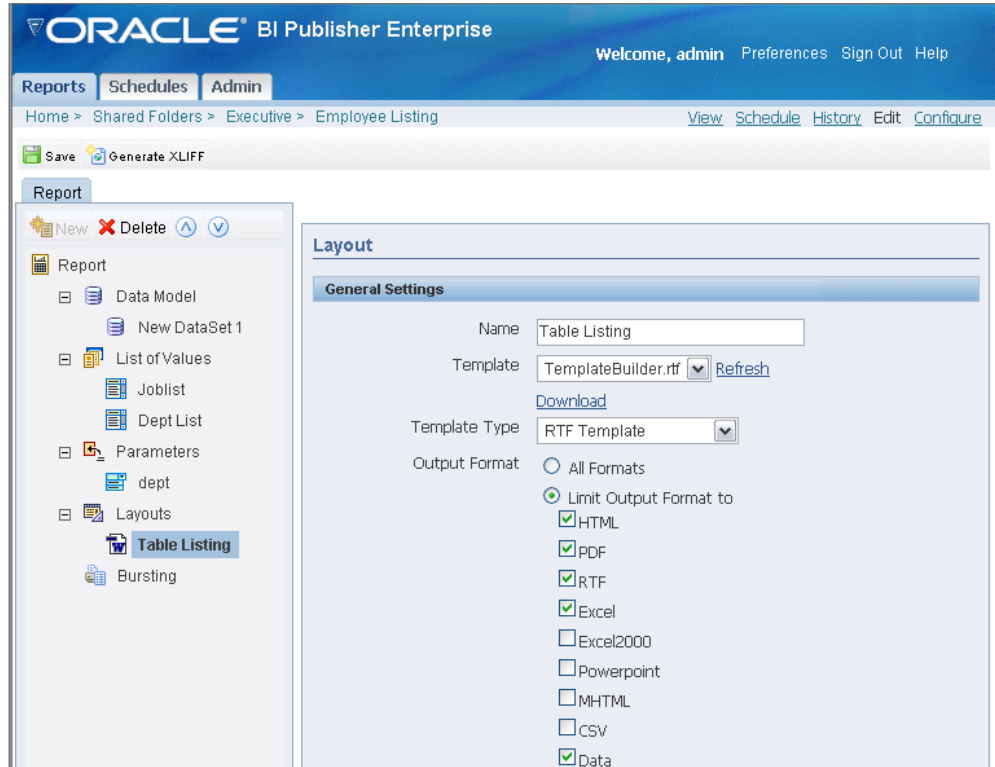 ORACLE® BI Publisher Enterprise
Welcome, admin Preferences Sign Out Help
Reports Schedules Admin
Home > Shared Folders > Executive > Employee Listing View Schedule History Edit Configure
Save Generate XLIFF
Report
New Delete
Report
Data Model
New DataSet 1
List of Values
Joblist
Dept List
Parameters
dept
Layouts
Table Listing
Bursting
Layout
General Settings
Name Table Listing
Template TemplateBuilder.rtf Refresh
Download
Template Type RTF Template
Output Format All Formats
Limit Output Format to
HTML
PDF
RTF
Excel
Excel2000
Powerpoint
MHTML
CSV
Data